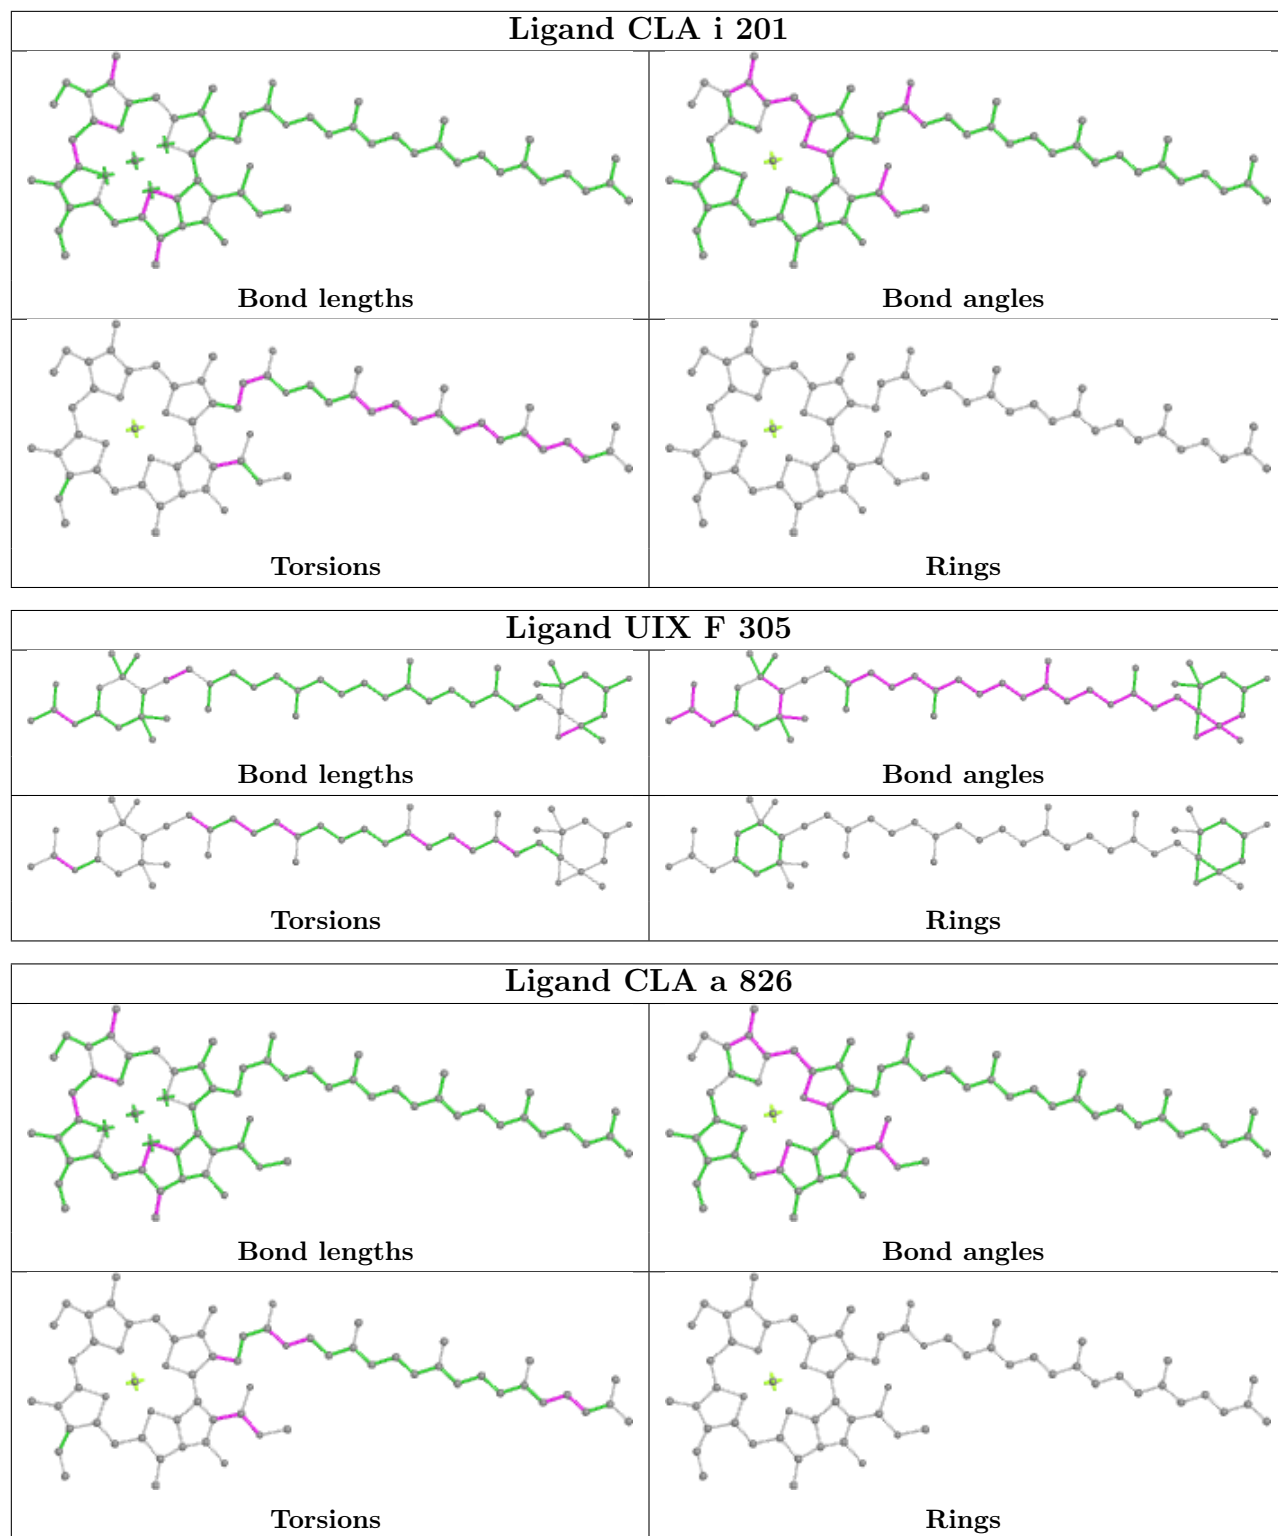 Ligand CLA i 201
Bond lengths
Bond angles
Torsions
Rings
Ligand UIX F 305
Bond lengths
Bond angles
Torsions
Rings
Ligand CLA a 826
Bond lengths
Bond angles
Torsions
Rings